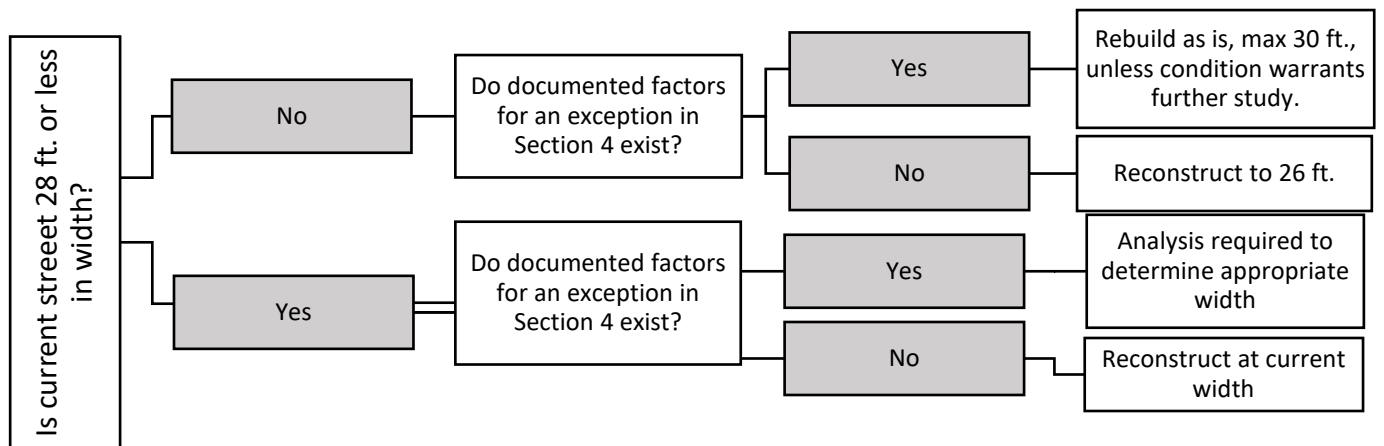 Is current streeet 28 ft. or less
in width?
No
Do documented factors
for an exception in
Section 4 exist?
Yes
Rebuild as is, max 30 ft.,
unless condition warrants
further study.
No
Reconstruct to 26 ft.
Yes
Do documented factors
for an exception in
Section 4 exist?
Yes
Analysis required to
determine appropriate
width
No
Reconstruct at current
width